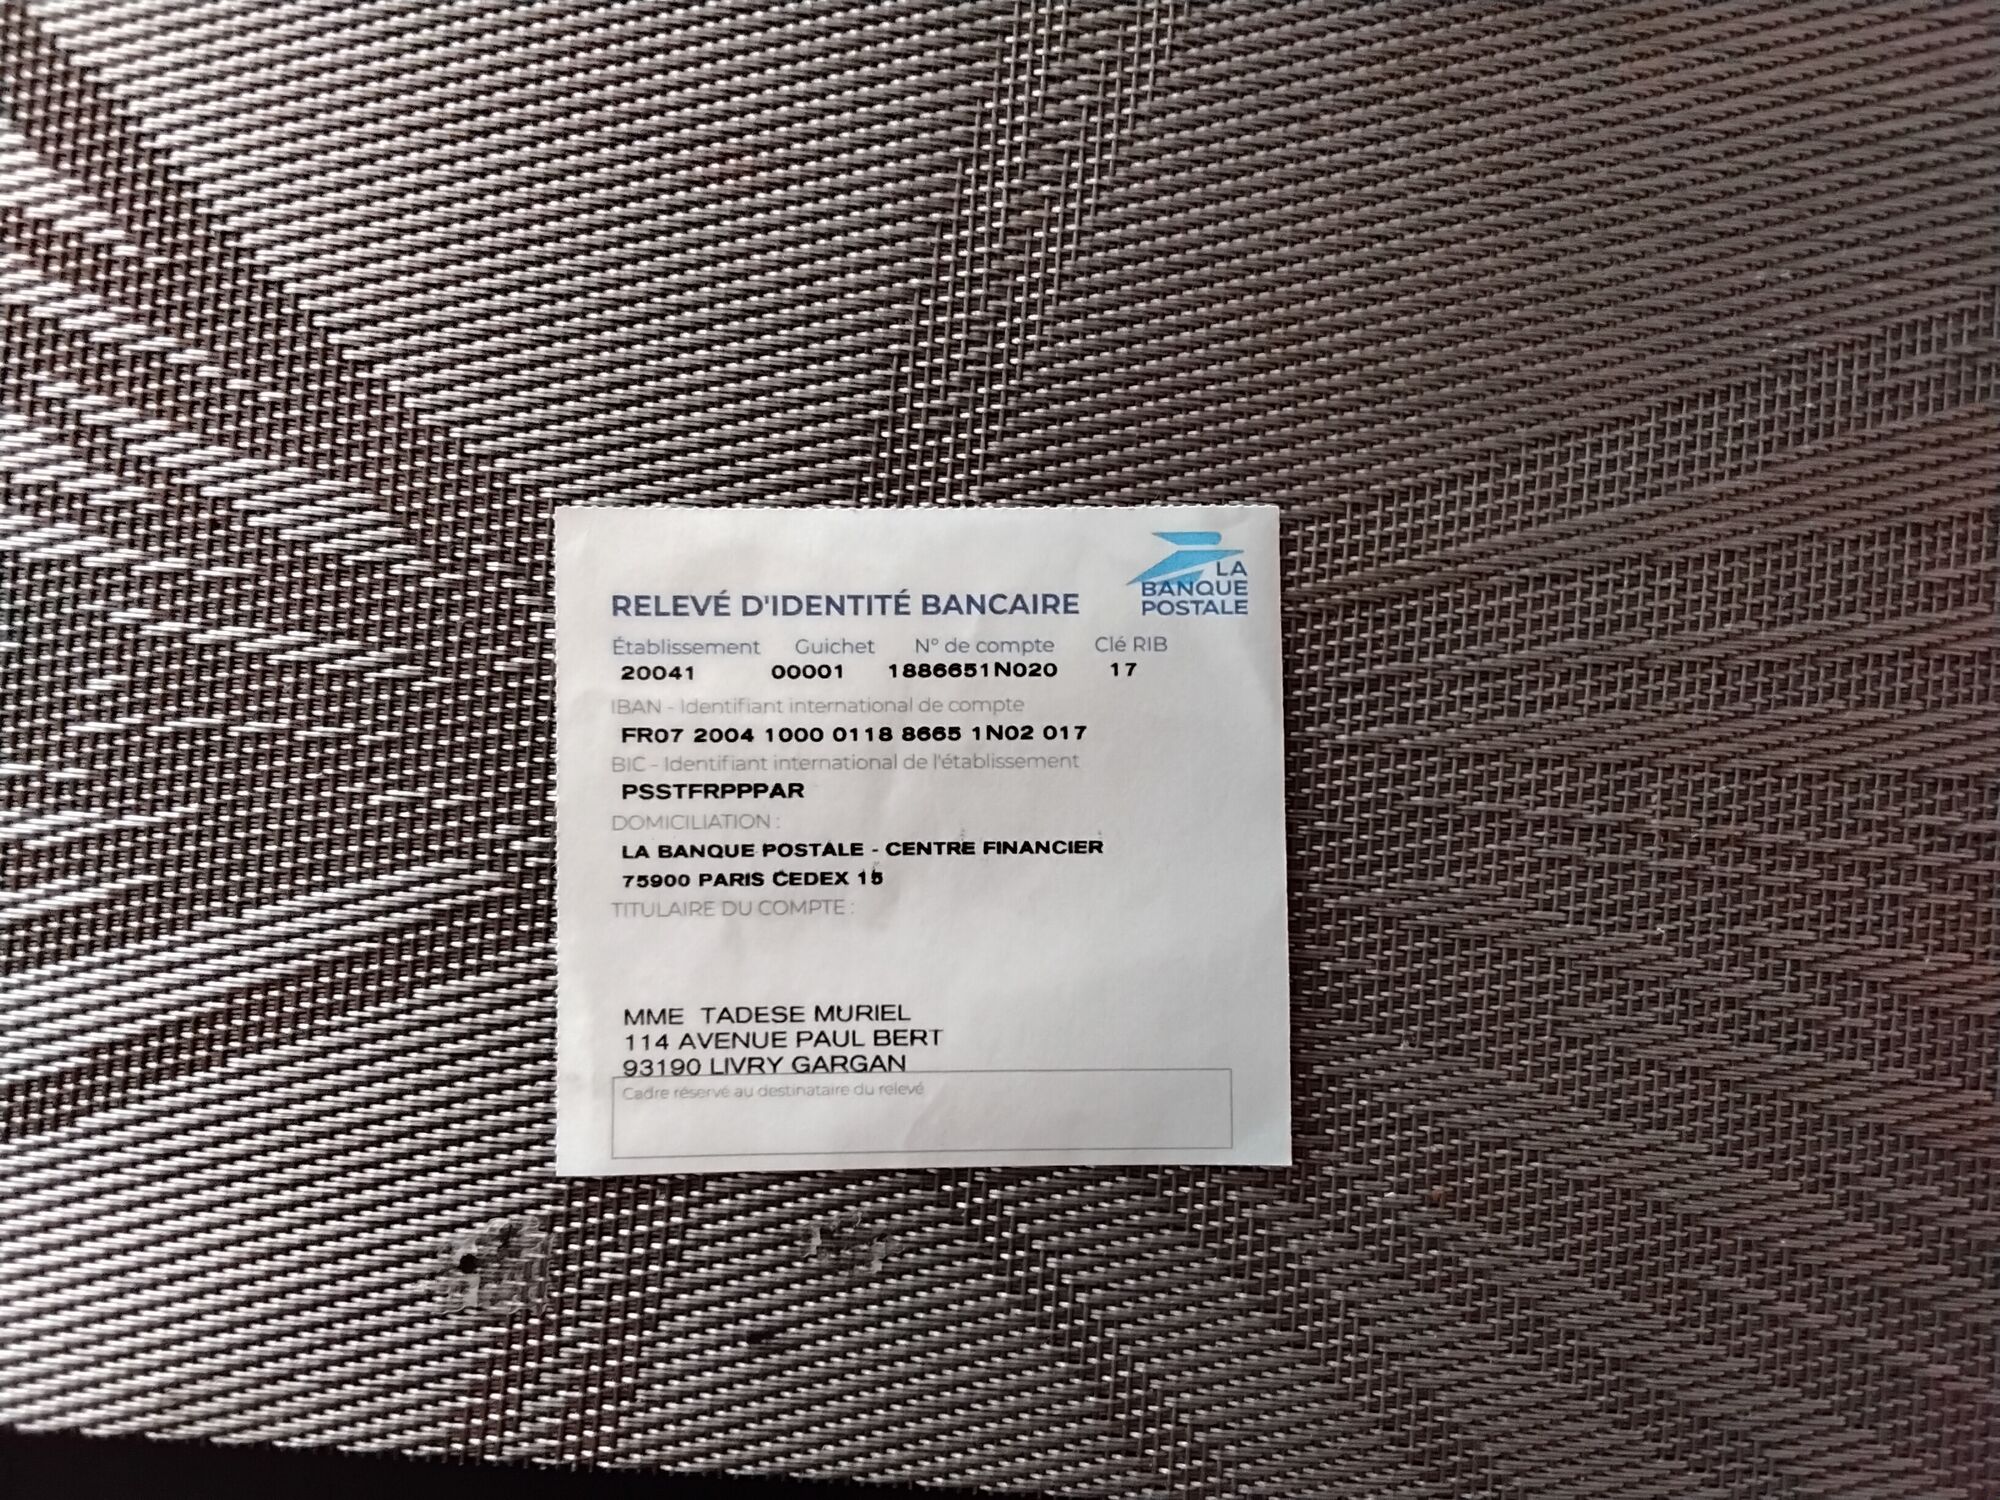 LA
BANQUE
POSTALE
RELEVÉ D'IDENTITÉ BANCAIRE
Établissement Guichet N° de compte Clé RIB
20041 00001 1886651N020 17
IBAN - Identifiant international de compte
FR07 2004 1000 0118 8665 1N02 017
BIC - Identifiant international de l'établissement
PSSTFRPPPAR
DOMICILIATION :
LA BANQUE POSTALE - CENTRE FINANCIER
75900 PARIS CEDEX 15
TITULAIRE DU COMPTE :
MME TADESE MURIEL
114 AVENUE PAUL BERT
93190 LIVRY GARGAN
Cadre réservé au destinataire du relevé